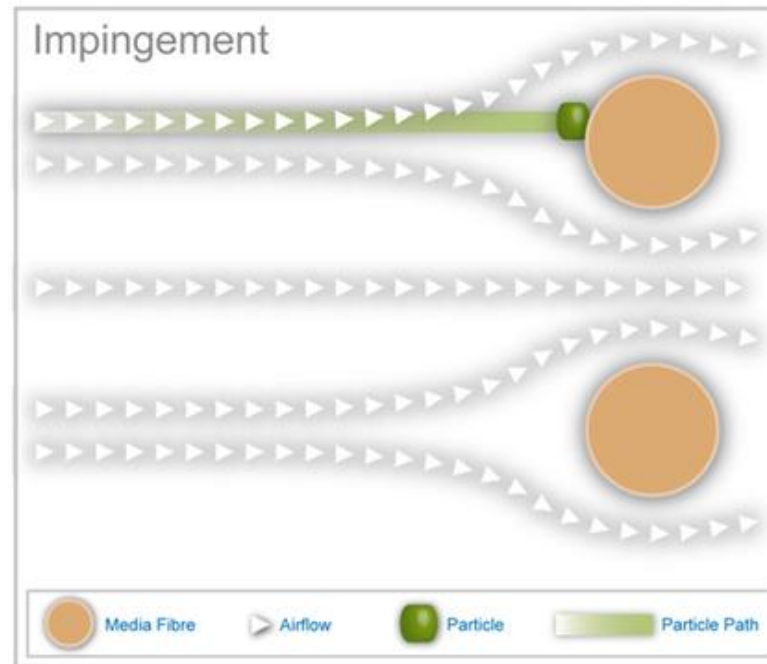 Impingement
Media Fibre
Airflow
Particle
Particle Path